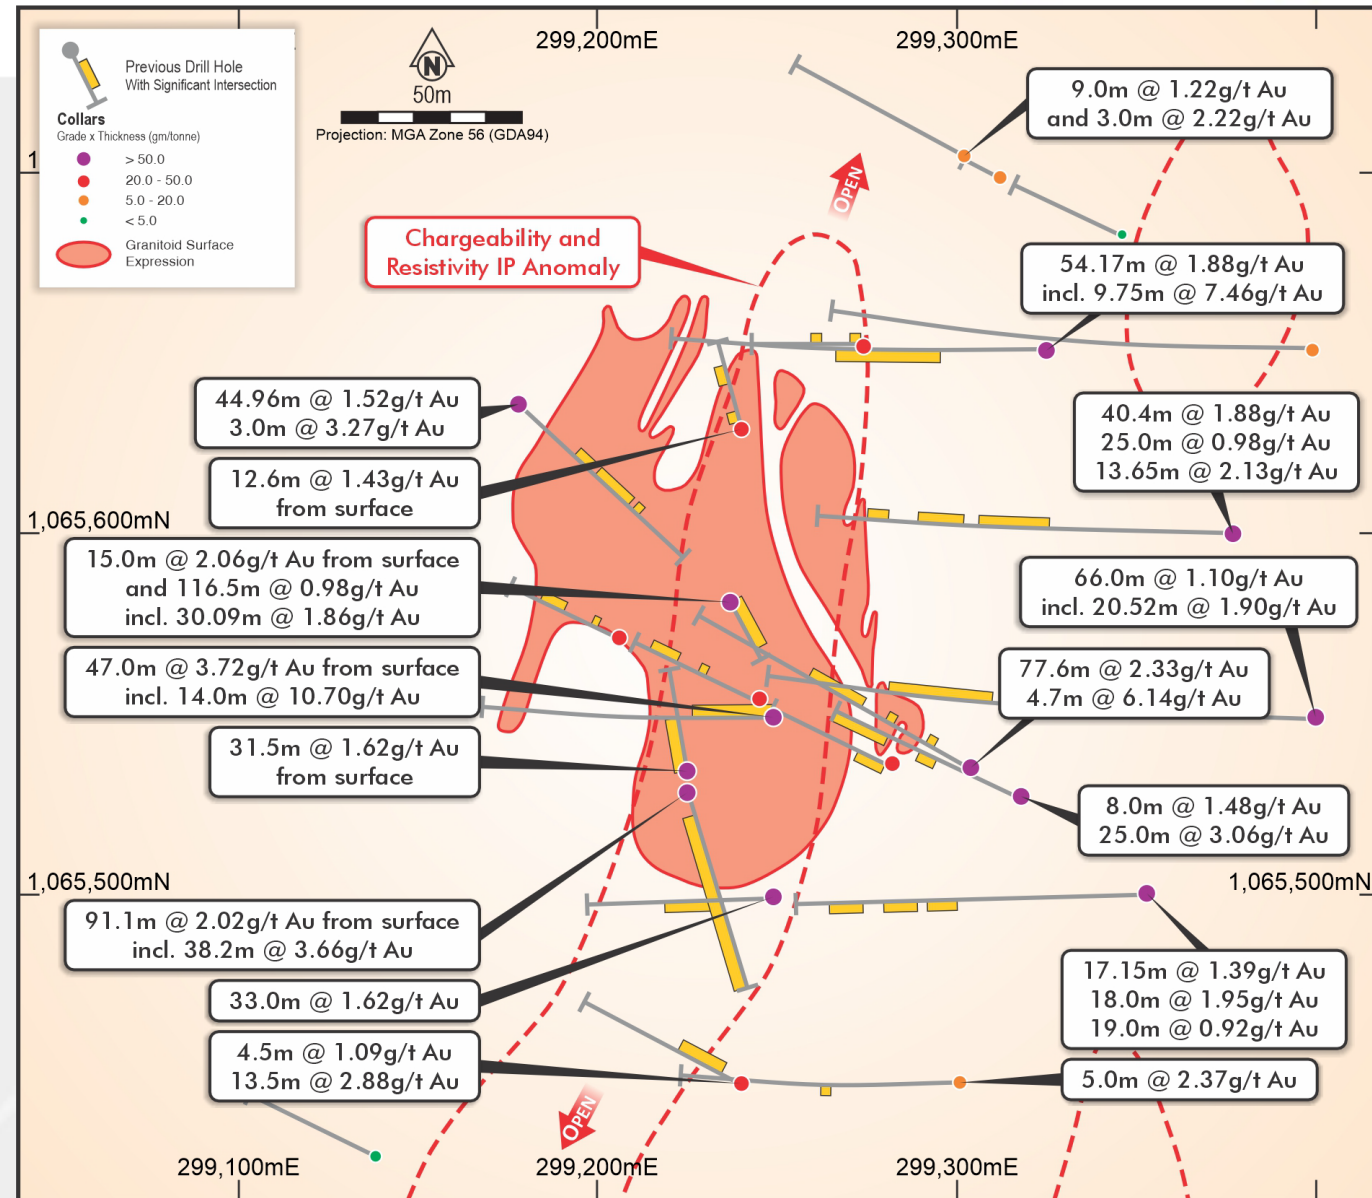 299,200mE
299,300mE
Previous Drill Hole
With Significant Intersection
Collars
Grade x Thickness (gm/tonne)
> 50.0
20.0 - 50.0
5.0 - 20.0
< 5.0
Granitoid Surface
Expression
N
50m
Projection: MGA Zone 56 (GDA94)
9.0m @ 1.22g/t Au
and 3.0m @ 2.22g/t Au
1
OPEN
Chargeability and
Resistivity IP Anomaly
54.17m @ 1.88g/t Au
incl. 9.75m @ 7.46g/t Au
44.96m @ 1.52g/t Au
3.0m @ 3.27g/t Au
40.4m @ 1.88g/t Au
25.0m @ 0.98g/t Au
13.65m @ 2.13g/t Au
12.6m @ 1.43g/t Au
from surface
1,065,600mN
15.0m @ 2.06g/t Au from surface
and 116.5m @ 0.98g/t Au
incl. 30.09m @ 1.86g/t Au
66.0m @ 1.10g/t Au
incl. 20.52m @ 1.90g/t Au
47.0m @ 3.72g/t Au from surface
incl. 14.0m @ 10.70g/t Au
77.6m @ 2.33g/t Au
4.7m @ 6.14g/t Au
31.5m @ 1.62g/t Au
from surface
8.0m @ 1.48g/t Au
25.0m @ 3.06g/t Au
1,065,500mN
1,065,500mN
91.1m @ 2.02g/t Au from surface
incl. 38.2m @ 3.66g/t Au
17.15m @ 1.39g/t Au
18.0m @ 1.95g/t Au
19.0m @ 0.92g/t Au
33.0m @ 1.62g/t Au
4.5m @ 1.09g/t Au
13.5m @ 2.88g/t Au
5.0m @ 2.37g/t Au
OPEN
299,100mE
299,200mE
299,300mE